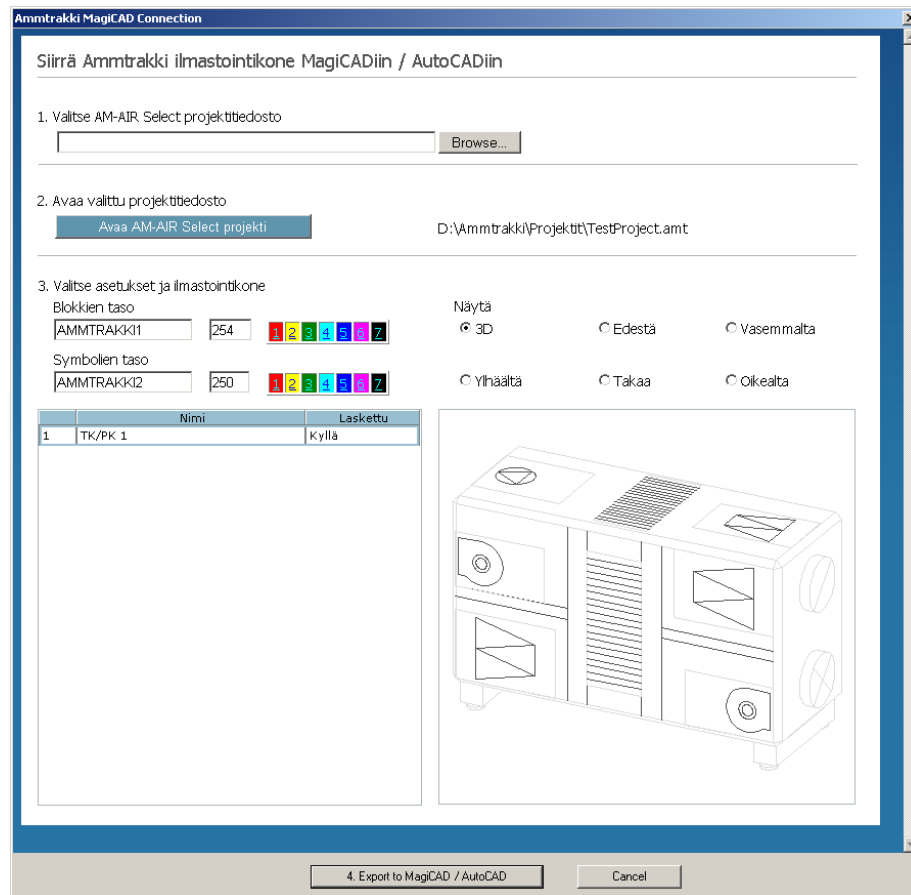 Ammtrakki MagiCAD Connection
Siirrä Ammtrakki ilmastointikone MagiCADiin / AutoCADiin
1. Valitse AM-AIR Select projektitiedosto
Browse...
2. Avaa valittu projektitiedosto
Avaa AM-AIR Select projekti
D:\Ammtrakki\Projektit\TestProject.amt
3. Valitse asetukset ja ilmastointikone
Blokkien taso
AMMTRAKKI1 254 1 2 3 4 5 6 7
Symbolien taso
AMMTRAKKI2 250 1 2 3 4 5 6 7
Näytä
3D Edestä Vasemmalta
Ylhäältä Takaa Oikealta
Nimi Laskettu
1 TK/PK 1 Kyllä
4. Export to MagiCAD / AutoCAD Cancel